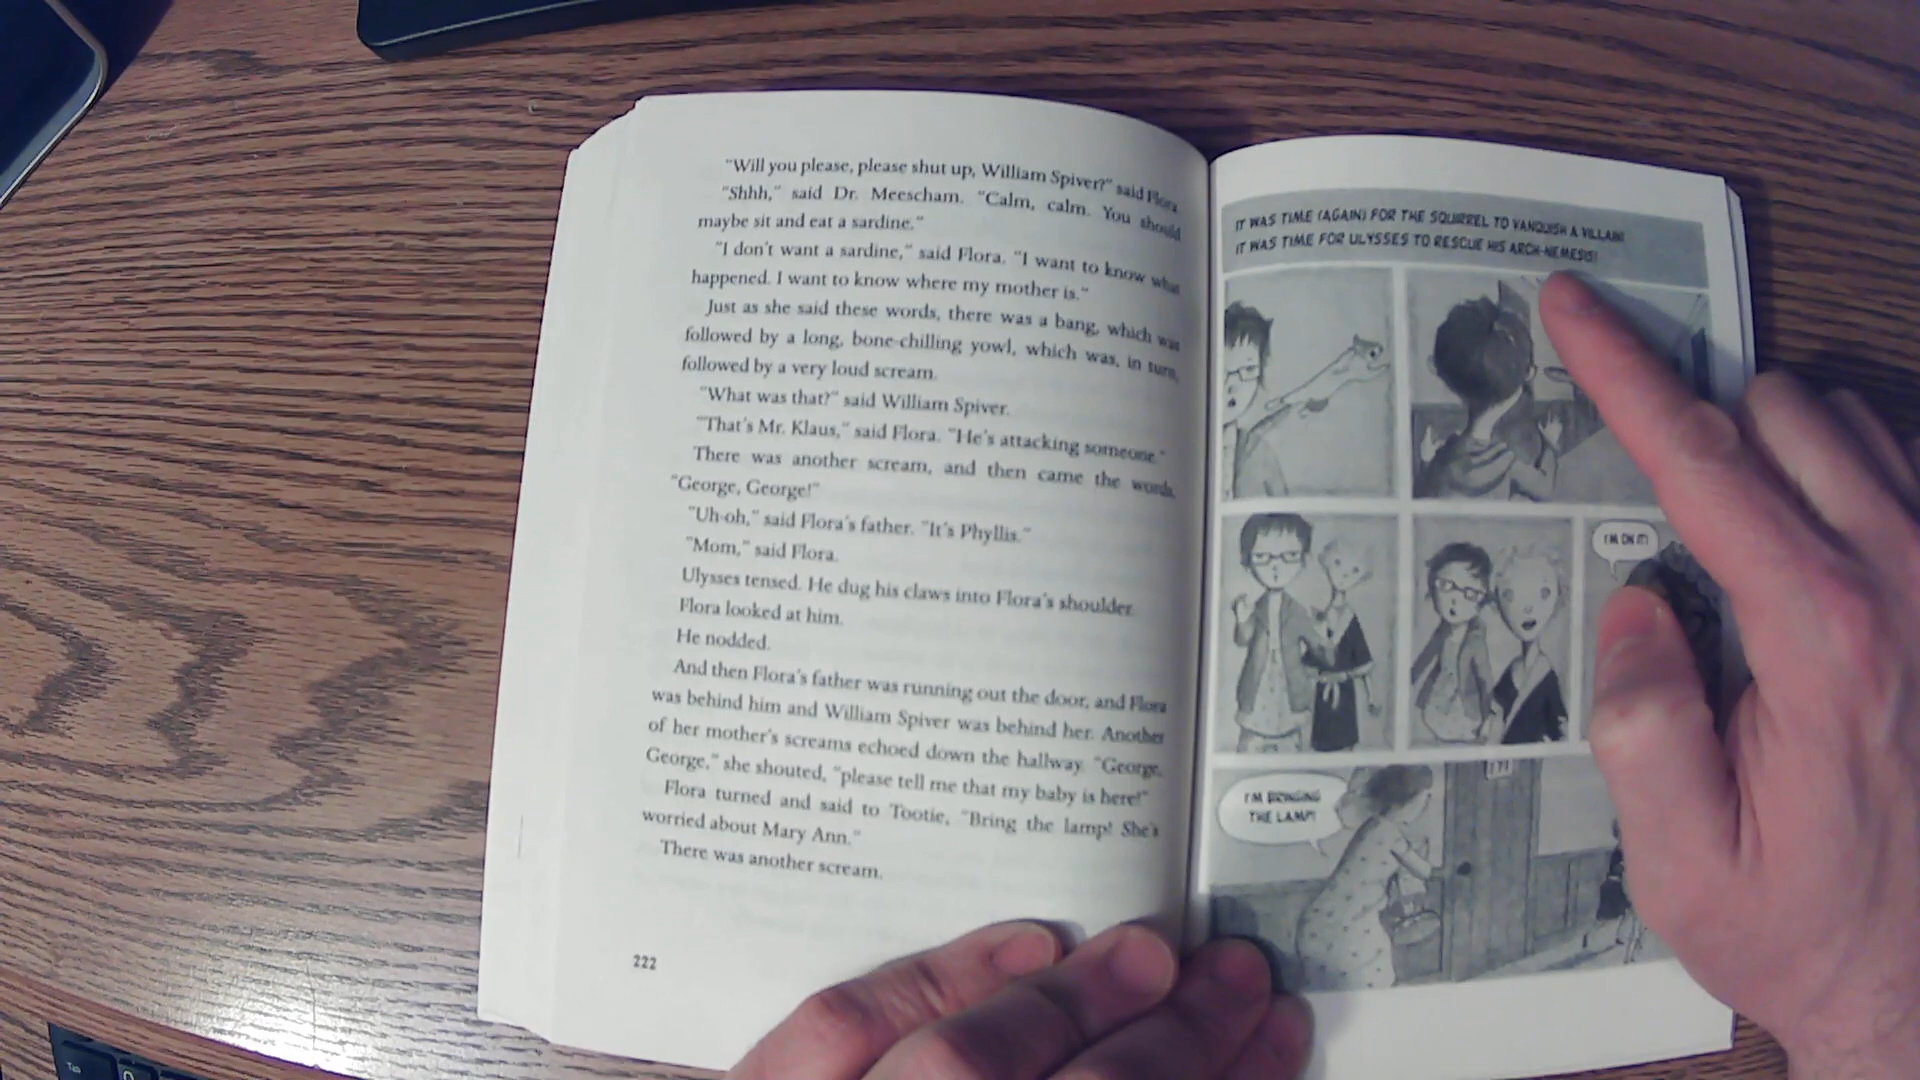 "Will you please, please shut up, William Spiver?" said Flora.
"Shhh," said Dr. Meescham. "Calm, calm. You should
maybe sit and eat a sardine."
"I don't want a sardine," said Flora. "I want to know what
happened. I want to know where my mother is."
Just as she said these words, there was a bang, which was
followed by a long, bone-chilling yowl, which was, in turn,
followed by a very loud scream.
"What was that?" said William Spiver.
"That's Mr. Klaus," said Flora. "He's attacking someone."
There was another scream, and then came the words,
"George, George!"
"Uh-oh," said Flora's father. "It's Phyllis."
"Mom," said Flora.
Ulysses tensed. He dug his claws into Flora's shoulder.
Flora looked at him.
He nodded.
And then Flora's father was running out the door, and Flora
was behind him and William Spiver was behind her. Another
of her mother's screams echoed down the hallway. "George,
George," she shouted, "please tell me that my baby is here!"
Flora turned and said to Tootie, "Bring the lamp! She's
worried about Mary Ann."
There was another scream.
222
IT WAS TIME (AGAIN) FOR THE SQUIRREL TO VANQUISH A VILLAIN!
IT WAS TIME FOR ULYSSES TO RESCUE HIS ARCH-NEMESIS!
I'M ON IT!
I'M BRINGING
THE LAMP!